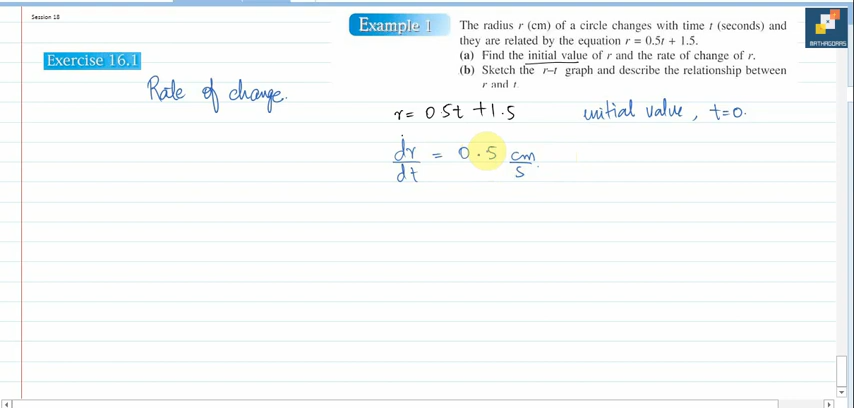 Session 18
Example 1
The radius r (cm) of a circle changes with time t (seconds) and
they are related by the equation r = 0.5t + 1.5.
(a) Find the initial value of r and the rate of change of r.
(b) Sketch the r–t graph and describe the relationship between
r and t.
MATHAGORAS
Exercise 16.1
Rate of change.
r = 0.5t + 1.5
initial value, t=0.
dr/dt = 0.5 cm/s.